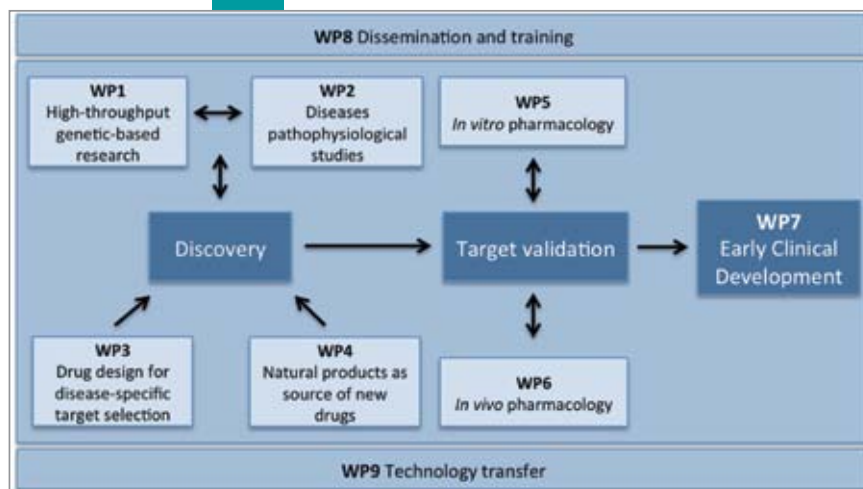 WP8 Dissemination and training
WP1
High-throughput
genetic-based
research
WP2
Diseases
pathophysiological
studies
WP5
In vitro pharmacology
Discovery
Target validation
WP7
Early Clinical
Development
WP3
Drug design for
disease-specific
target selection
WP4
Natural products as
source of new
drugs
WP6
In vivo pharmacology
WP9 Technology transfer